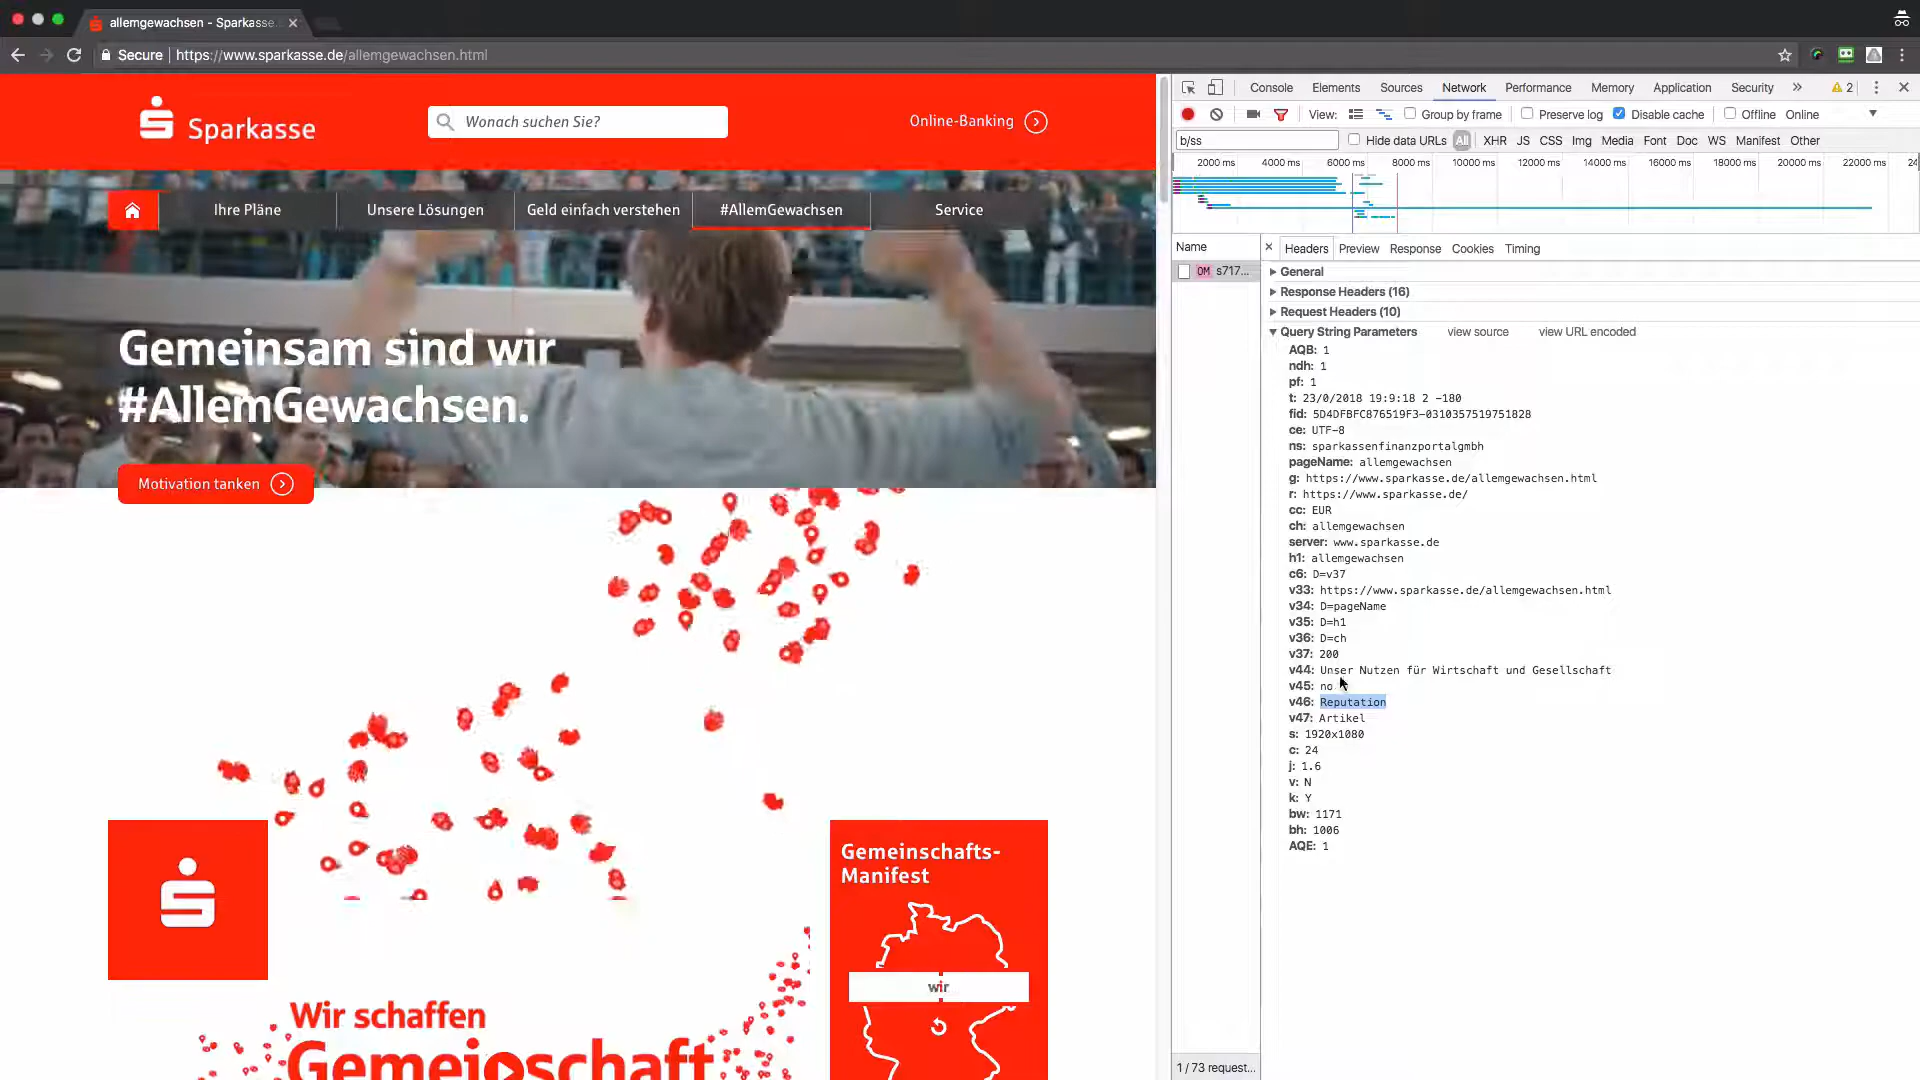 allemgewachsen - Sparkasse
Secure
https://www.sparkasse.de/allemgewachsen.html
Sparkasse
Wonach suchen Sie?
Online-Banking
Ihre Pläne
Unsere Lösungen
Geld einfach verstehen
#AllemGewachsen
Service
Gemeinsam sind wir
#AllemGewachsen.
Motivation tanken
Gemeinschafts-
Manifest
wir
Wir schaffen
Gemeinschaft
Console
Elements
Sources
Network
Performance
Memory
Application
Security
2
View:
Group by frame
Preserve log
Disable cache
Offline
Online
b/ss
Hide data URLs
All
XHR
JS
CSS
Img
Media
Font
Doc
WS
Manifest
Other
2000 ms
4000 ms
6000 ms
8000 ms
10000 ms
12000 ms
14000 ms
16000 ms
18000 ms
20000 ms
22000 ms
24
Name
OM s717...
Headers
Preview
Response
Cookies
Timing
General
Response Headers (16)
Request Headers (10)
Query String Parameters view source view URL encoded
AQB: 1
ndh: 1
pf: 1
t: 23/0/2018 19:9:18 2 -180
fid: 5D4DFBFC876519F3-0310357519751828
ce: UTF-8
ns: sparkassenfinanzportalgmbh
pageName: allemgewachsen
g: https://www.sparkasse.de/allemgewachsen.html
r: https://www.sparkasse.de/
cc: EUR
ch: allemgewachsen
server: www.sparkasse.de
h1: allemgewachsen
c6: D=v37
v33: https://www.sparkasse.de/allemgewachsen.html
v34: D=pageName
v35: D=h1
v36: D=ch
v37: 200
v44: Unser Nutzen für Wirtschaft und Gesellschaft
v45: no
v46: Reputation
v47: Artikel
s: 1920x1080
c: 24
j: 1.6
v: N
k: Y
bw: 1171
bh: 1006
AQE: 1
1 / 73 request...